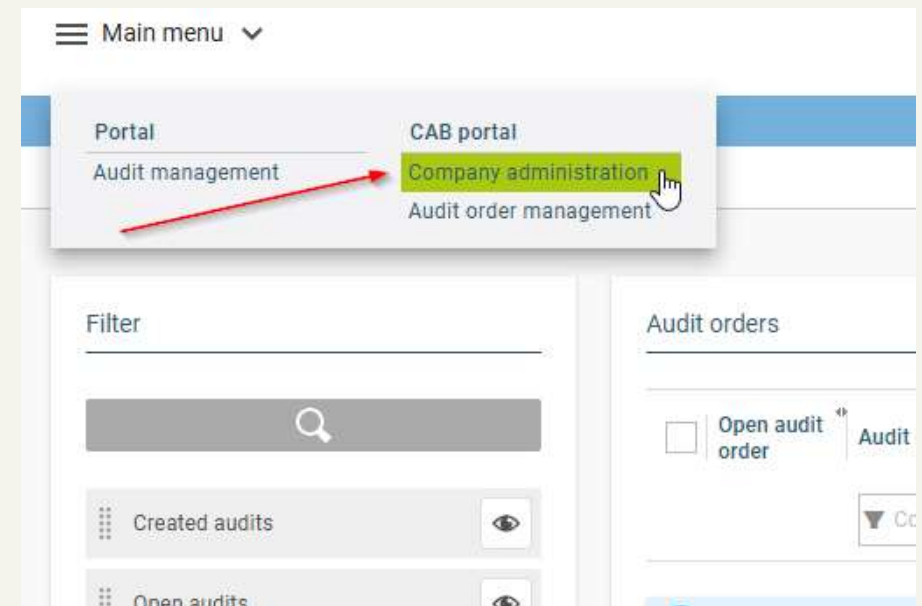 Main menu
Portal
CAB portal
Audit management
Company administration
Audit order management
Filter
Audit orders
Open audit
order
Audit
Created audits
Open audits